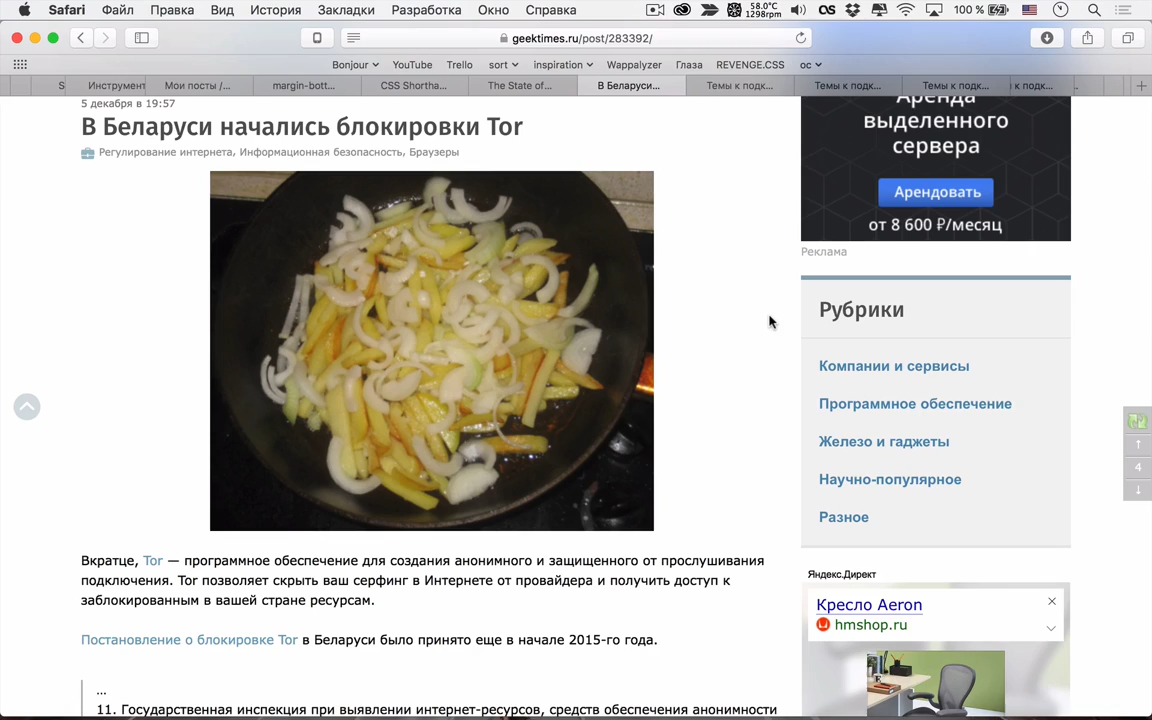 Safari Файл Правка Вид История Закладки Разработка Окно Справка 58.0°C 1298rpm 100 %
geektimes.ru/post/283392/
Bonjour YouTube Trello sort inspiration Wappalyzer Глаза REVENGE.CSS ос
S Инструмент Мои посты /... margin-bott... CSS Shortha... The State of... В Беларуси... Темы к подк... Темы к подк... Темы к подк... к подк...
5 декабря в 19:57
В Беларуси начались блокировки Tor
Регулирование интернета, Информационная безопасность, Браузеры
Аренда
выделенного
сервера
Арендовать
от 8 600 ₽/месяц
Реклама
Рубрики
Компании и сервисы
Программное обеспечение
Железо и гаджеты
Научно-популярное
Разное
4
Вкратце, Tor — программное обеспечение для создания анонимного и защищенного от прослушивания
подключения. Tor позволяет скрыть ваш серфинг в Интернете от провайдера и получить доступ к
заблокированным в вашей стране ресурсам.
Постановление о блокировке Tor в Беларуси было принято еще в начале 2015-го года.
...
11. Государственная инспекция при выявлении интернет-ресурсов, средств обеспечения анонимности
Яндекс.Директ
Кресло Aeron
hmshop.ru